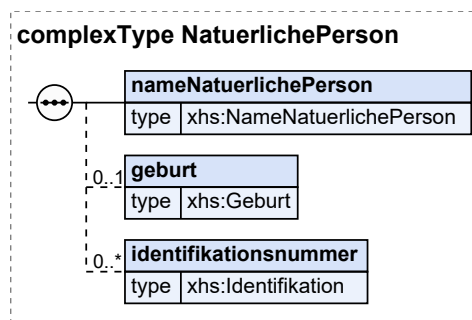 complexType NatuerlichePerson
nameNatuerlichePerson
type xhs:NameNatuerlichePerson
0..1 geburt
type xhs:Geburt
0..* identifikationsnummer
type xhs:Identifikation